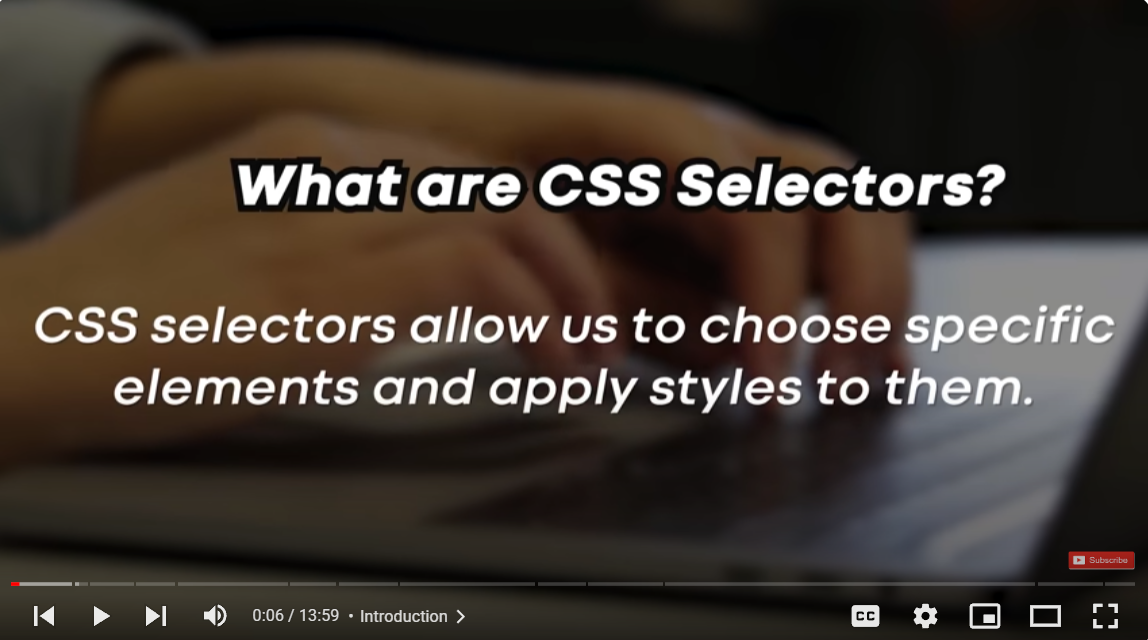 What are CSS Selectors?
CSS selectors allow us to choose specific
elements and apply styles to them.
Subscribe
0:06 / 13:59 • Introduction
CC